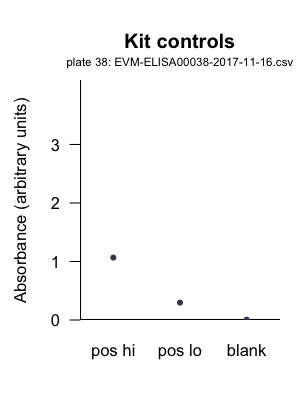 Kit controls
plate 38: EVM-ELISA00038-2017-11-16.csv
Absorbance (arbitrary units)
3
2
1
0
pos hi pos lo blank